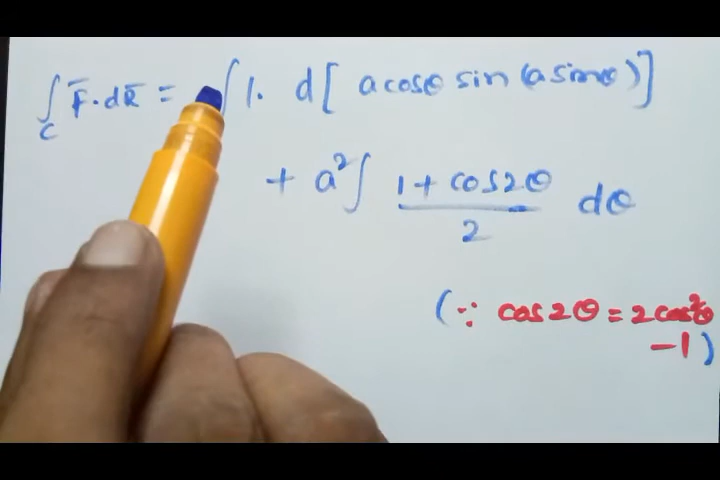 ∫_C F̅·dR̅ = ∫ 1· d[ a cosθ sin(a sinθ) ]
+ a² ∫ (1 + cos2θ)/2 dθ
(∵ cos2θ = 2cos²θ
−1)